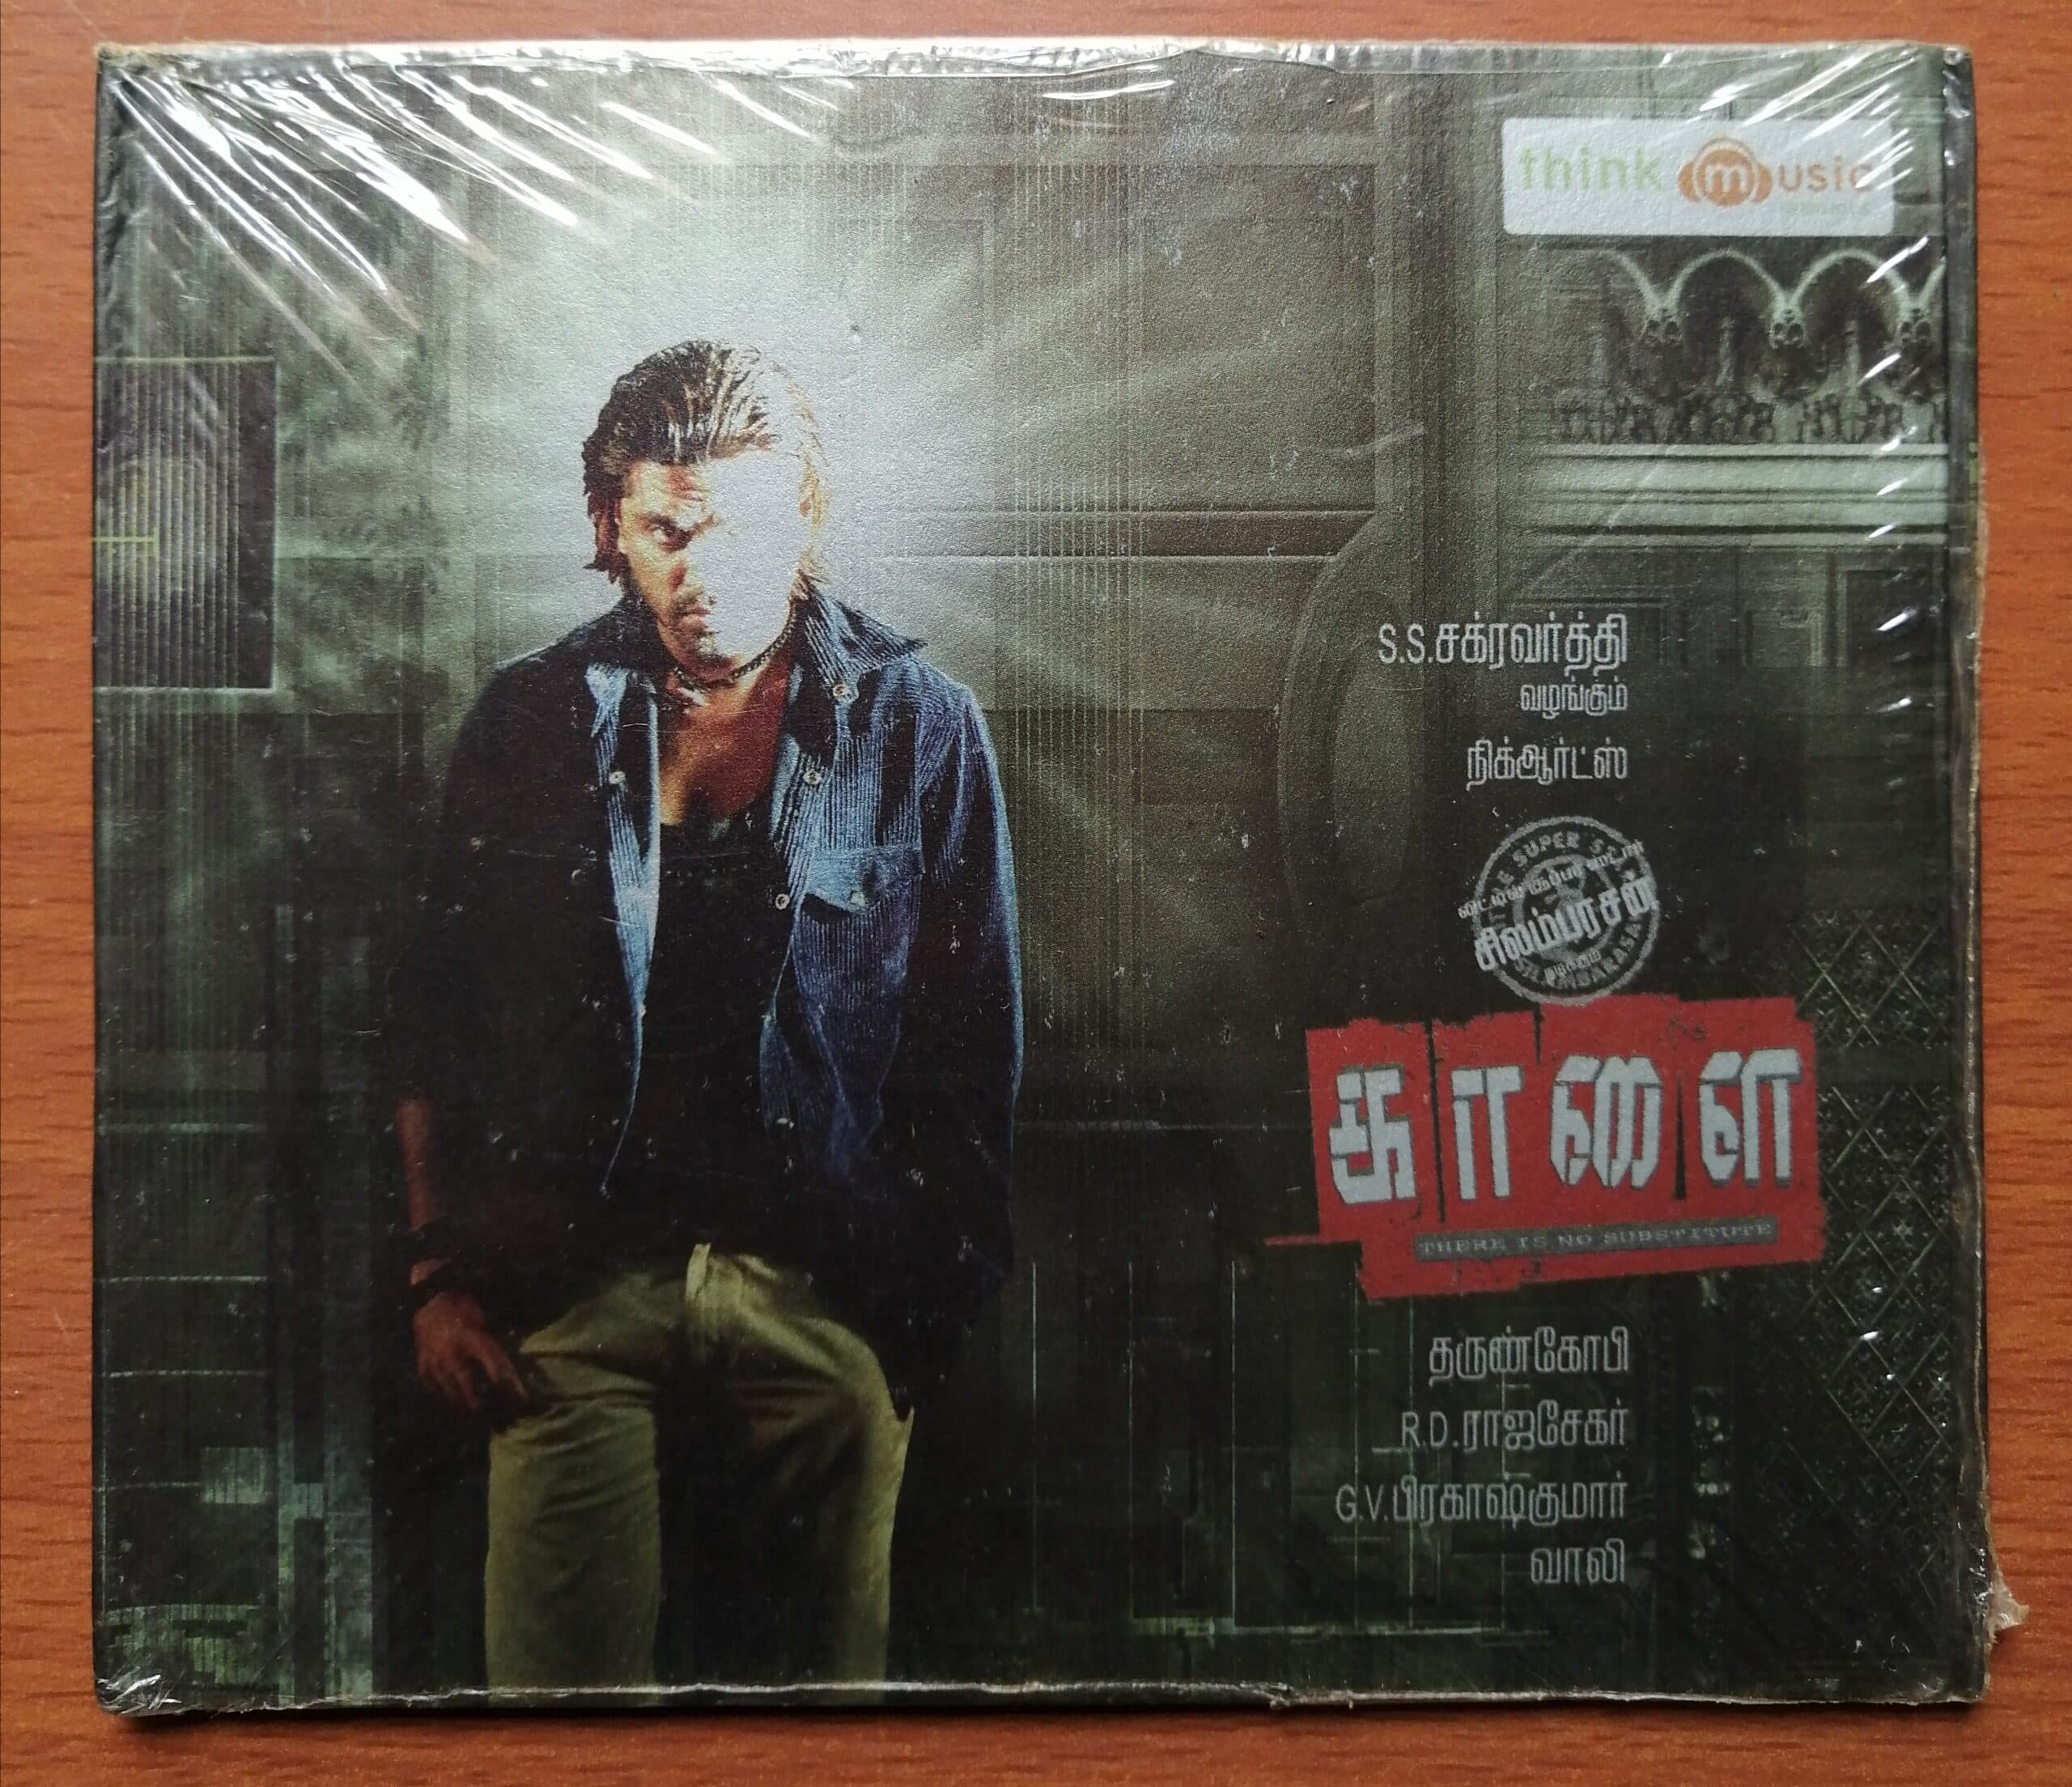 think music
S.S.சக்ரவர்த்தி
வழங்கும்
நிக்ஆர்ட்ஸ்
சிலம்பரசன்
காளை
THERE IS NO SUBSTITUTE
தருண்கோபி
R.D.ராஜசேகர்
G.V.பிரகாஷ்குமார்
வாலி